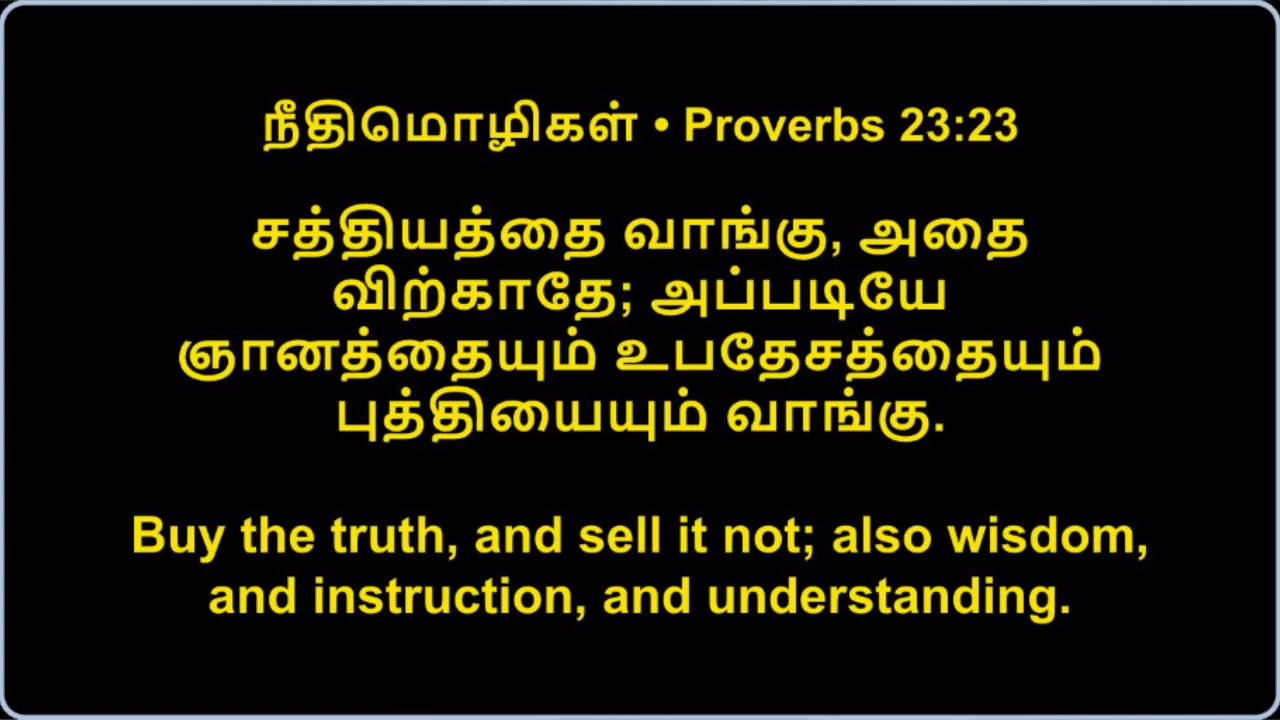 நீதிமொழிகள் • Proverbs 23:23
சத்தியத்தை வாங்கு, அதை
விற்காதே; அப்படியே
ஞானத்தையும் உபதேசத்தையும்
புத்தியையும் வாங்கு.
Buy the truth, and sell it not; also wisdom,
and instruction, and understanding.